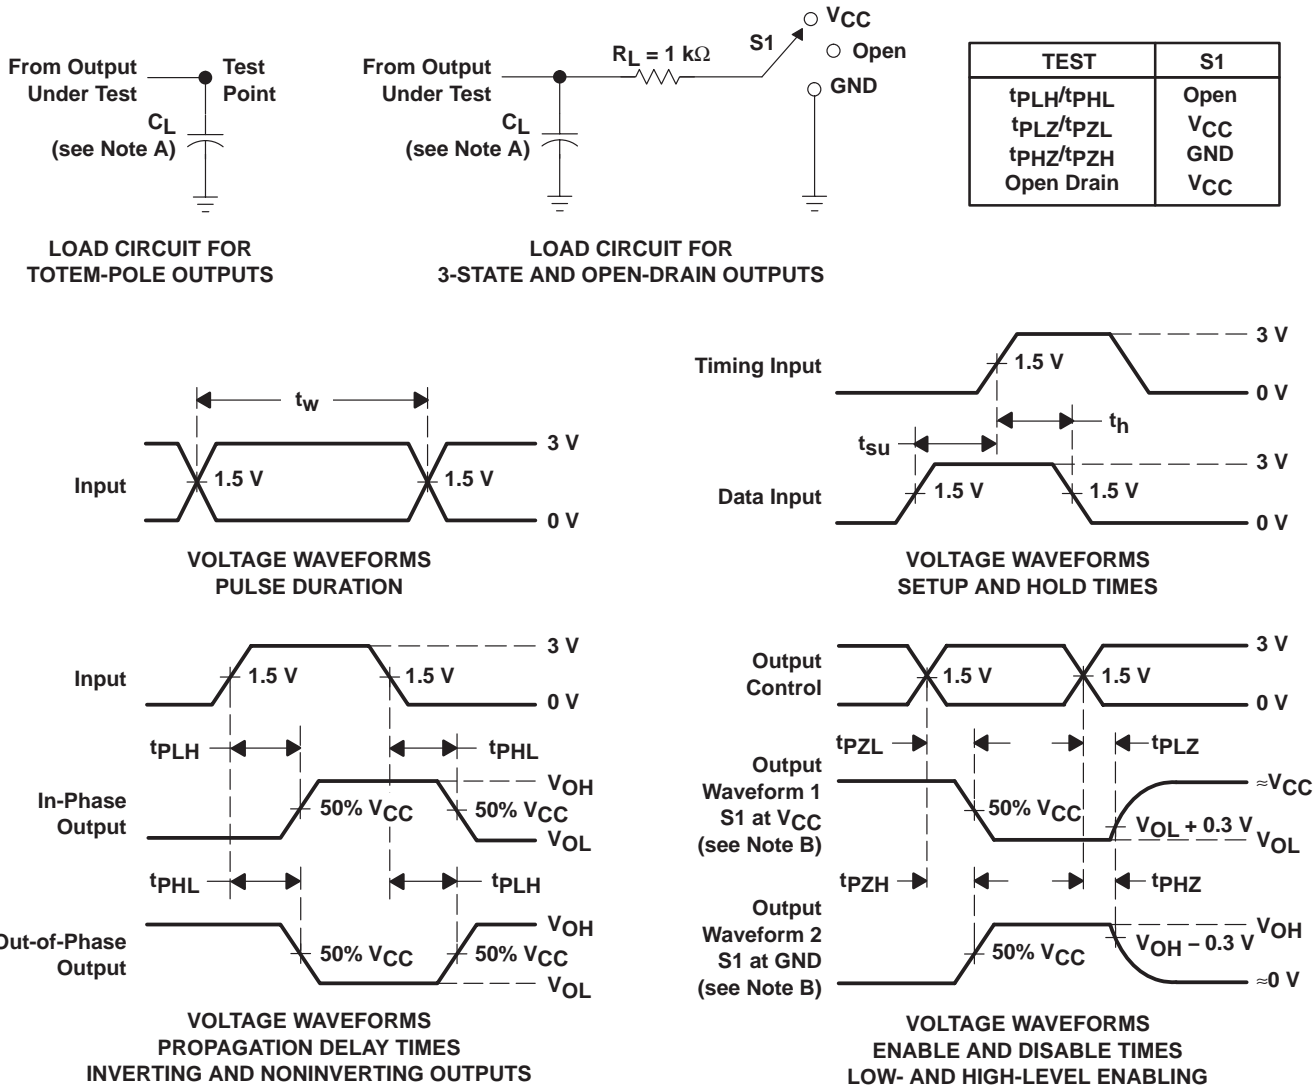 From Output
Under Test
Test
Point
CL
(see Note A)
LOAD CIRCUIT FOR
TOTEM-POLE OUTPUTS
From Output
Under Test
RL = 1 kΩ
S1
VCC
Open
GND
CL
(see Note A)
LOAD CIRCUIT FOR
3-STATE AND OPEN-DRAIN OUTPUTS
TEST S1
tPLH/tPHL Open
tPLZ/tPZL VCC
tPHZ/tPZH GND
Open Drain VCC
tw
Input
1.5 V
1.5 V
3 V
0 V
VOLTAGE WAVEFORMS
PULSE DURATION
Timing Input
1.5 V
3 V
0 V
th
tsu
Data Input
1.5 V
1.5 V
3 V
0 V
VOLTAGE WAVEFORMS
SETUP AND HOLD TIMES
Input
1.5 V
1.5 V
3 V
0 V
tPLH
tPHL
In-Phase
Output
50% VCC
50% VCC
VOH
VOL
tPHL
tPLH
Out-of-Phase
Output
50% VCC
50% VCC
VOH
VOL
VOLTAGE WAVEFORMS
PROPAGATION DELAY TIMES
INVERTING AND NONINVERTING OUTPUTS
Output
Control
1.5 V
1.5 V
3 V
0 V
tPZL
tPLZ
Output
Waveform 1
S1 at VCC
(see Note B)
50% VCC
VOL + 0.3 V
≈VCC
VOL
tPZH
tPHZ
Output
Waveform 2
S1 at GND
(see Note B)
50% VCC
VOH − 0.3 V
VOH
≈0 V
VOLTAGE WAVEFORMS
ENABLE AND DISABLE TIMES
LOW- AND HIGH-LEVEL ENABLING